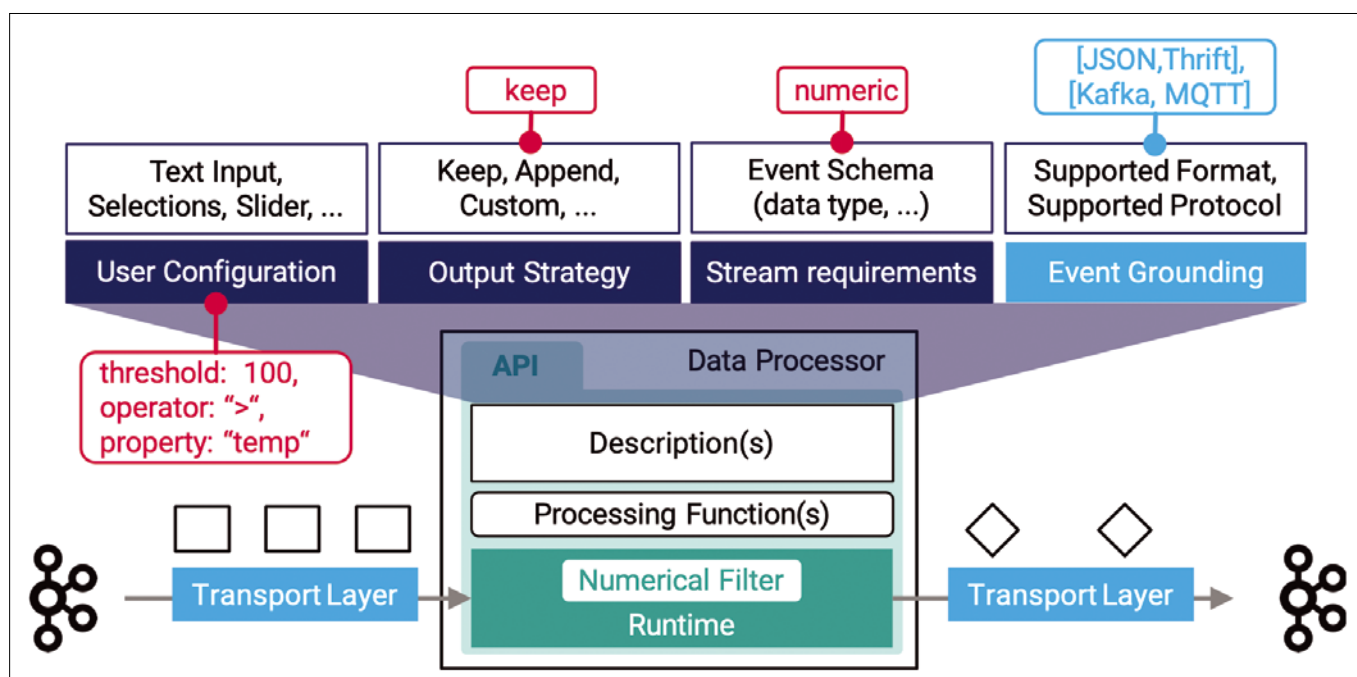 [JSON,Thrift],
[Kafka, MQTT]
keep
numeric
Text Input,
Selections, Slider, ...
Keep, Append,
Custom, ...
Event Schema
(data type, ...)
Supported Format,
Supported Protocol
User Configuration
Output Strategy
Stream requirements
Event Grounding
threshold: 100,
operator: “>“,
property: “temp“
API
Data Processor
Description(s)
Processing Function(s)
Numerical Filter
Runtime
Transport Layer
Transport Layer